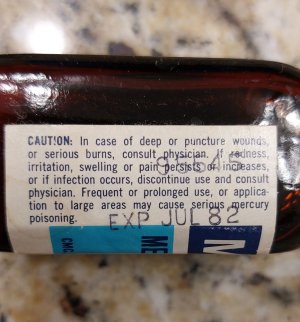 CAUTION: In case of deep or puncture wounds,
or serious burns, consult physician. If redness,
irritation, swelling or pain persists or increases,
or if infection occurs, discontinue use and consult
physician. Frequent or prolonged use, or applica-
tion to large areas may cause serious mercury
poisoning.
EXP JUL 82
ME
M